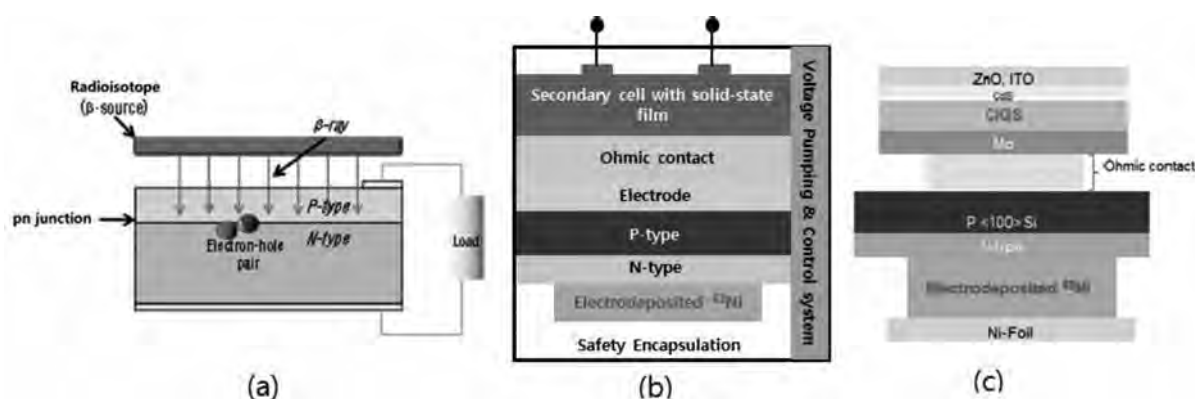 Radioisotope
(β-source)
β-ray
pn junction
P-type
N-type
Electron-hole
pair
Load
(a)
Secondary cell with solid-state
film
Ohmic contact
Electrode
P-type
N-type
Electrodeposited ⁶³Ni
Safety Encapsulation
Voltage Pumping & Control system
(b)
ZnO, ITO
CdS
CIGS
Mo
Ohmic contact
P <100> Si
N-type
Electrodeposited ⁶³Ni
Ni-Foil
(c)